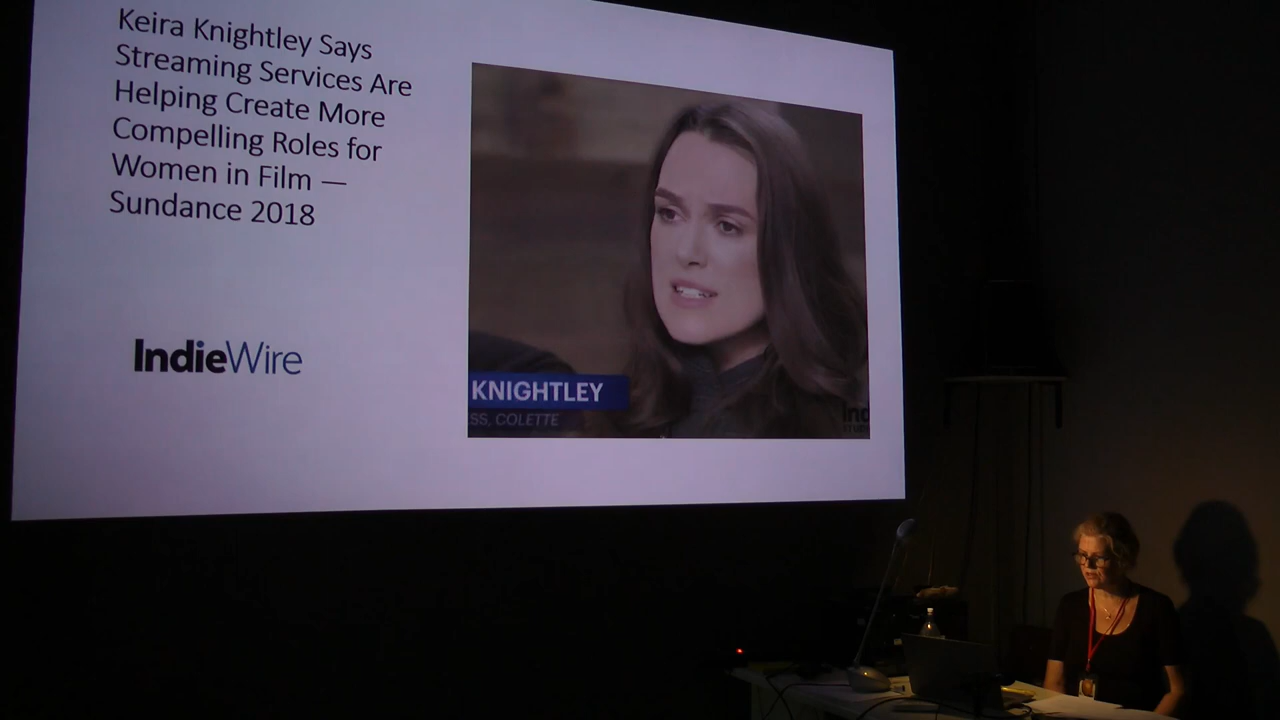 Keira Knightley Says
Streaming Services Are
Helping Create More
Compelling Roles for
Women in Film —
Sundance 2018
IndieWire
KNIGHTLEY
SS, COLETTE
Ind